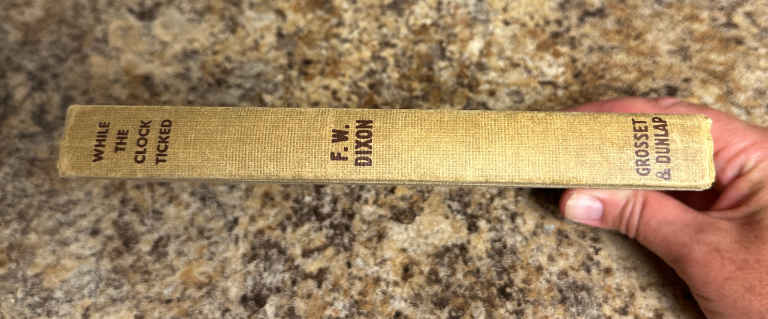 WHILE
THE
CLOCK
TICKED
F. W.
DIXON
GROSSET
& DUNLAP